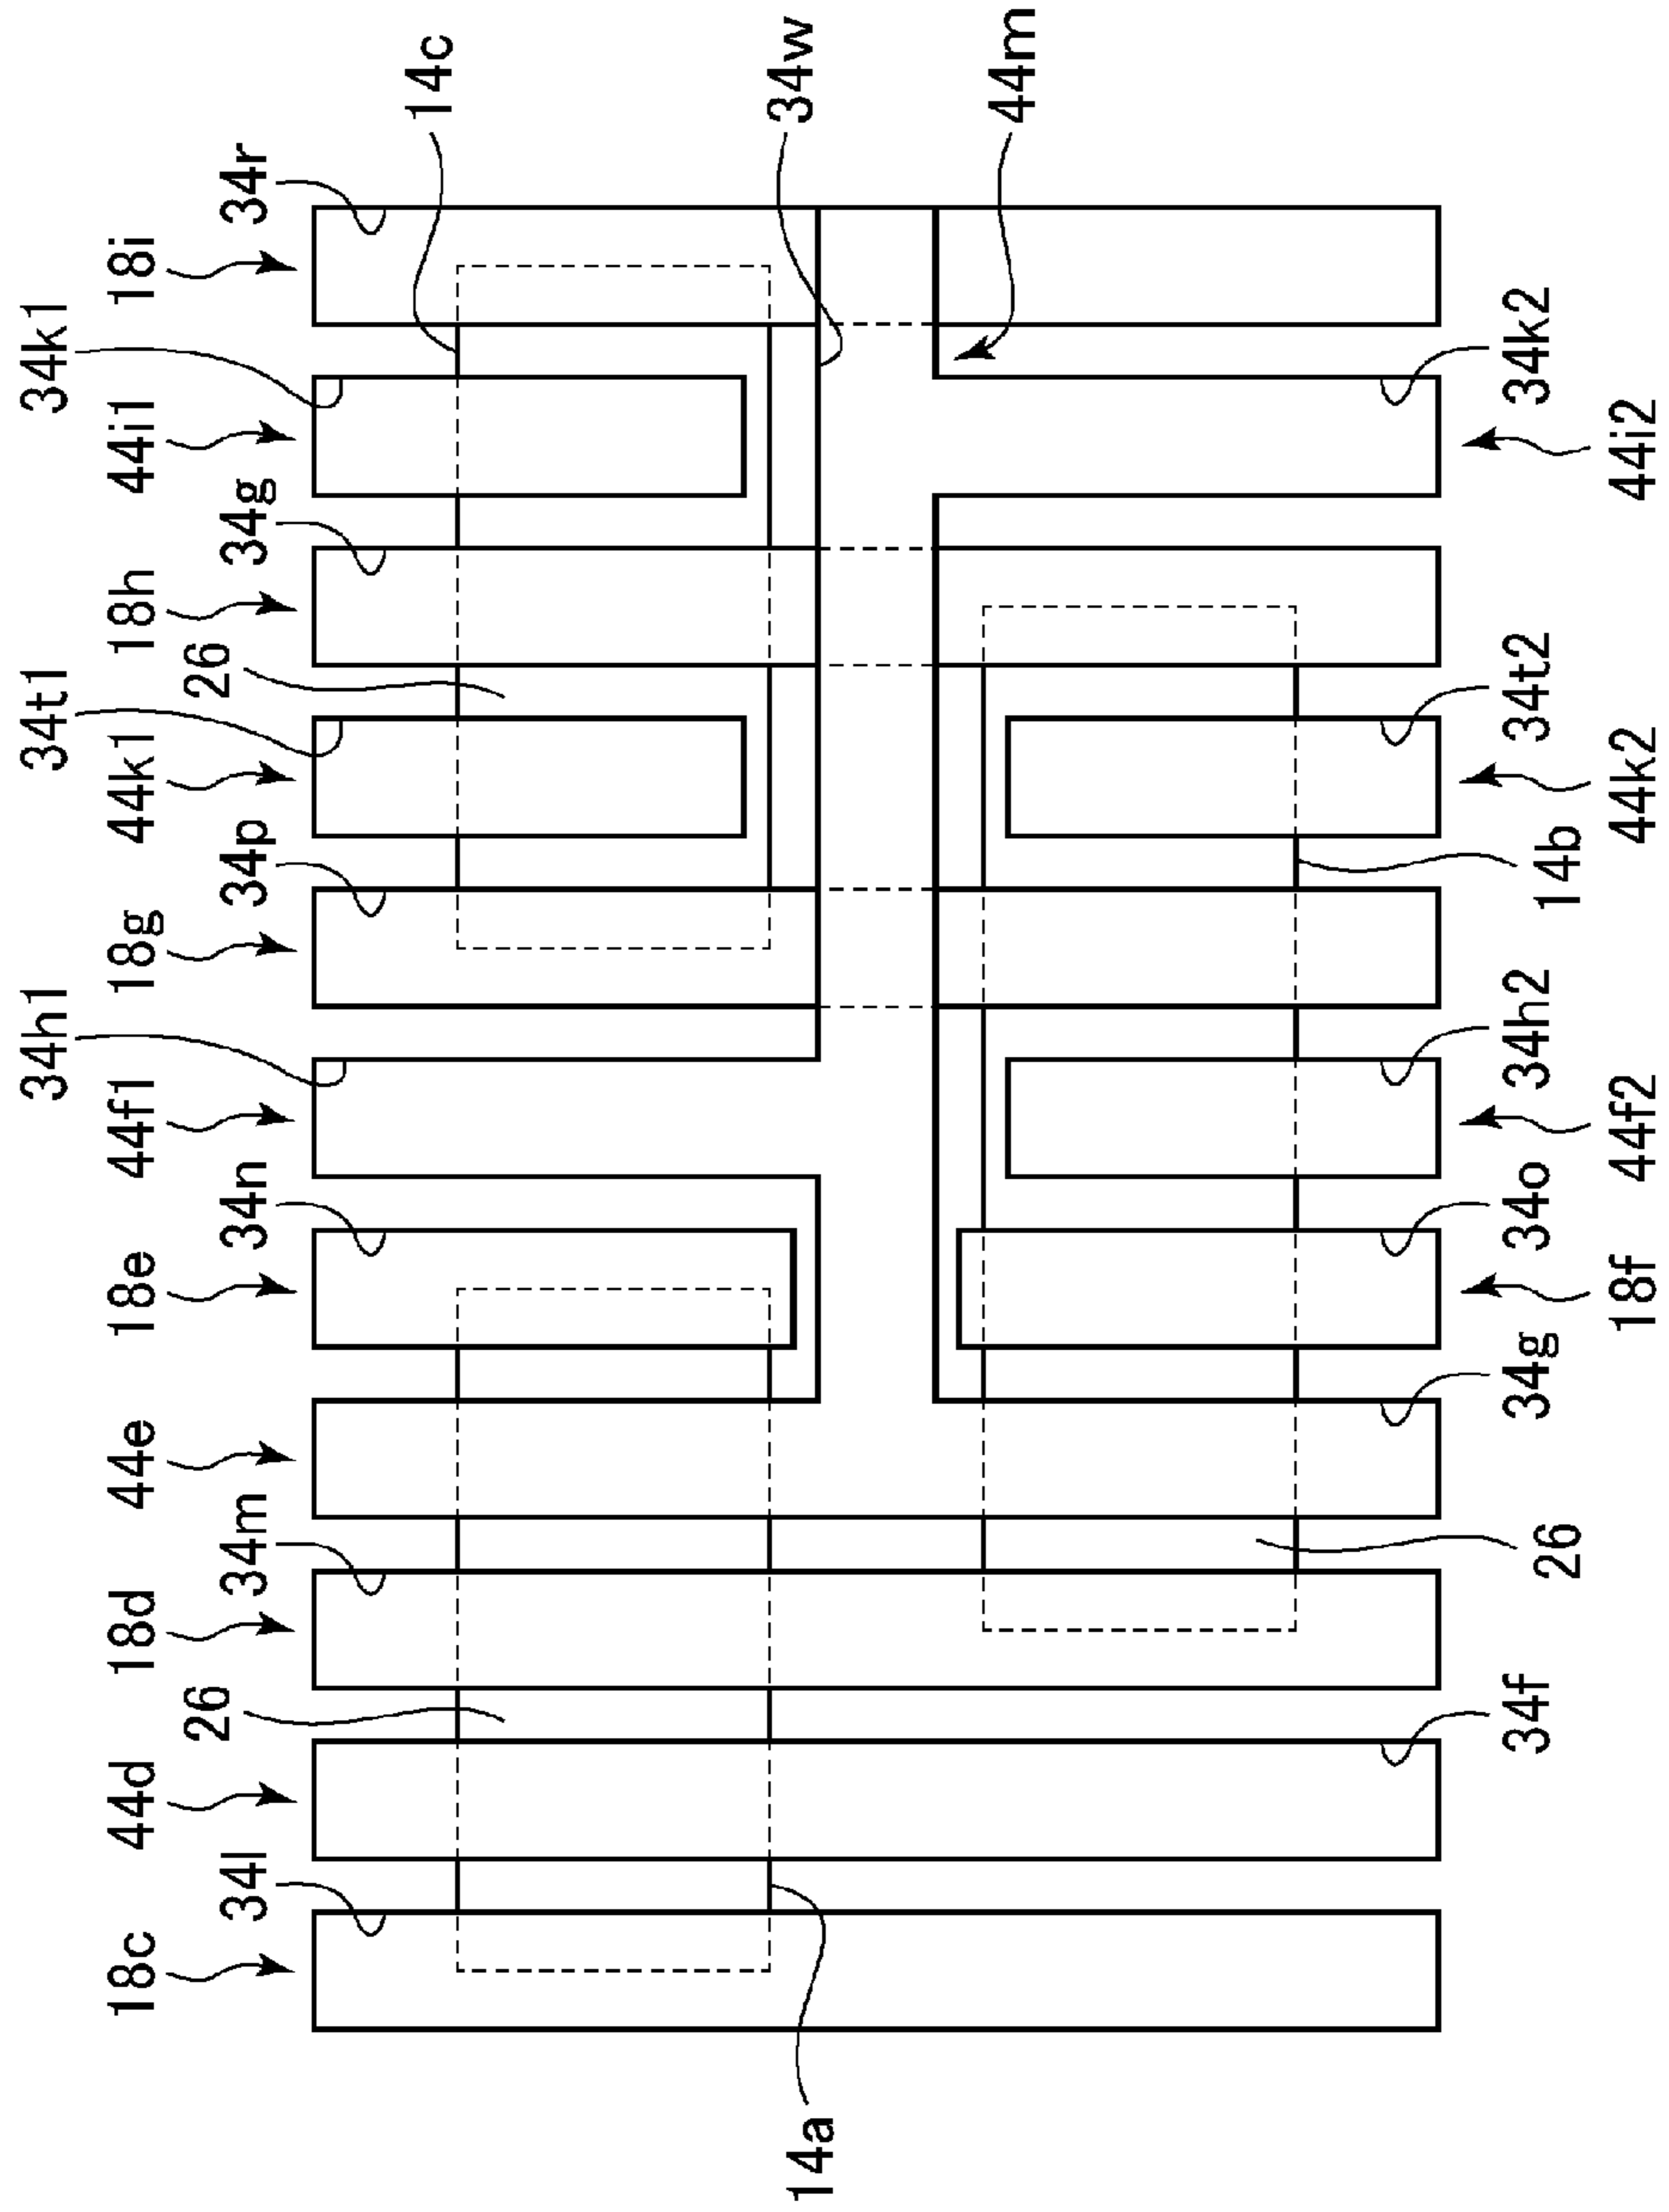 34h1 34t1 34k1
18c 44d 18d 44e 18e 44f1 18g 44k1 18h 44i1 18i
26 26
34l 34m 34n 34p 34g 34r
14c
14a 34w
44m
34f 34g 34o 34h2 34t2 34k2
26 14b
18f 44f2 44k2 44i2